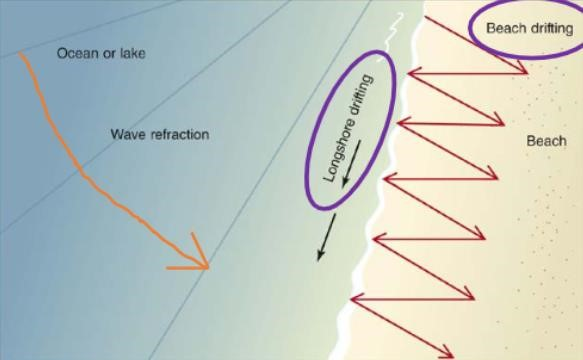 Ocean or lake
Wave refraction
Longshore drifting
Beach drifting
Beach